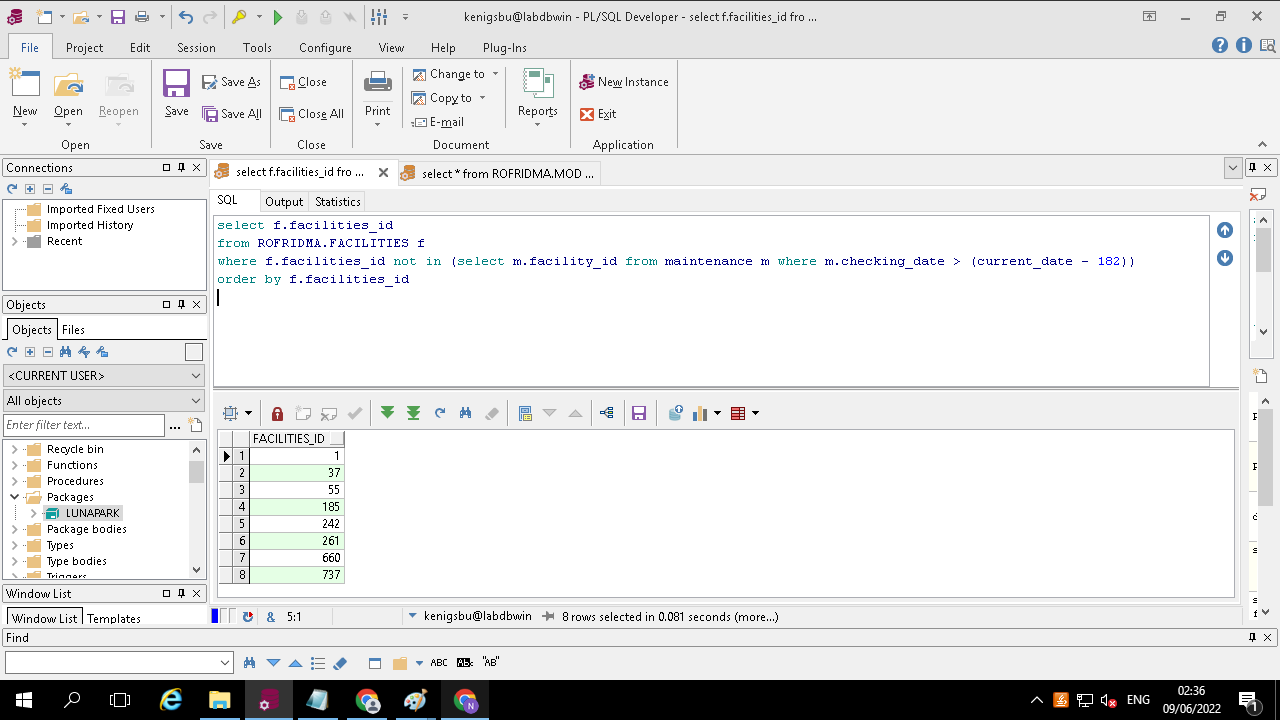 kenigsbu@labdbwin - PL/SQL Developer - select f.facilities_id fro ...
File Project Edit Session Tools Configure View Help Plug-Ins
New Open Reopen Save Save As Save All Close Close All Print Change to Copy to E-mail Reports New Instance Exit
Open Save Close Document Application
Connections
Imported Fixed Users
Imported History
Recent
Objects
Objects Files
<CURRENT USER>
All objects
Enter filter text... ...
Recycle bin
Functions
Procedures
Packages
LUNAPARK
Package bodies
Types
Type bodies
Triggers
Window List
Window List Templates
select f.facilities_id fro ... select * from ROFRIDMA.MOD ...
SQL Output Statistics
select f.facilities_id
from ROFRIDMA.FACILITIES f
where f.facilities_id not in (select m.facility_id from maintenance m where m.checking_date > (current_date - 182))
order by f.facilities_id
FACILITIES_ID
1 1
2 37
3 55
4 185
5 242
6 261
7 660
8 737
& 5:1 kenigsbu@labdbwin 8 rows selected in 0.081 seconds (more...)
Find
ABC AB "AB"
ENG 02:36
09/06/2022
1
N